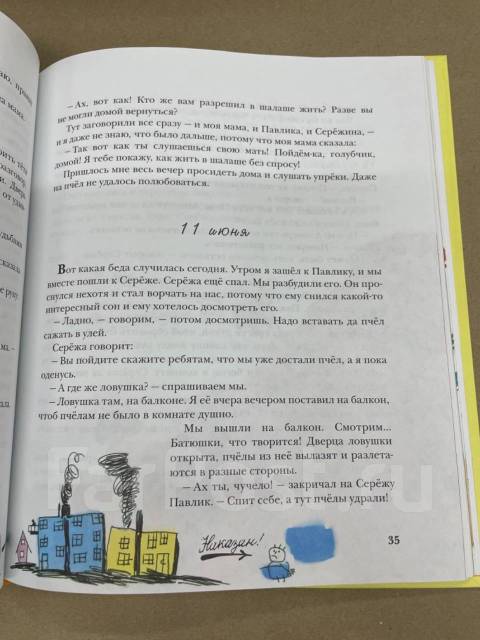 – Ах, вот как! Кто же вам разрешил в шалаше жить? Разве вы
не могли домой вернуться?
Тут заговорили все сразу – и моя мама, и Павлика, и Серёжина, –
и я даже не знаю, что было дальше, потому что моя мама сказала:
– Так вот как ты слушаешься свою мать! Пойдём-ка, голубчик,
домой! Я тебе покажу, как жить в шалаше без спросу!
Пришлось мне весь вечер просидеть дома и слушать упрёки. Даже
на пчёл не удалось полюбоваться.
11 июня
Вот какая беда случилась сегодня. Утром я зашёл к Павлику, и мы
вместе пошли к Серёже. Серёжа ещё спал. Мы разбудили его. Он про-
снулся нехотя и стал ворчать на нас, потому что ему снился какой-то
интересный сон и ему хотелось досмотреть его.
– Ладно, – говорим, – потом досмотришь. Надо вставать да пчёл
сажать в улей.
Серёжа говорит:
– Вы пойдите скажите ребятам, что мы уже достали пчёл, а я пока
оденусь.
– А где же ловушка? – спрашиваем мы.
– Ловушка там, на балконе. Я её вчера вечером поставил на балкон,
чтоб пчёлам не было в комнате душно.
Мы вышли на балкон. Смотрим...
Батюшки, что творится! Дверца ловушки
открыта, пчёлы из неё вылазят и разлета-
ются в разные стороны.
– Ах ты, чучело! – закричал на Серёжу
Павлик. – Спит себе, а тут пчёлы удрали!
Наказан!
35